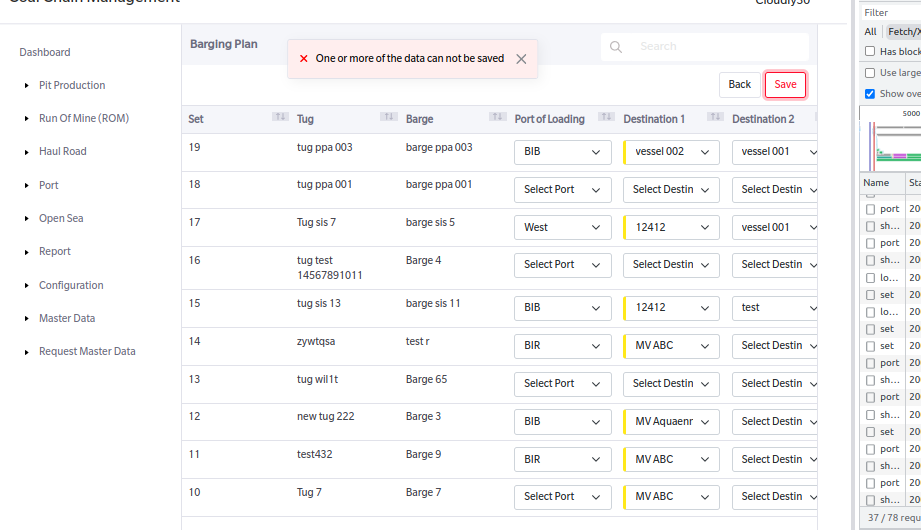 Coal Chain Management
Cloudly50
Dashboard
Pit Production
Run Of Mine (ROM)
Haul Road
Port
Open Sea
Report
Configuration
Master Data
Request Master Data
Barging Plan
One or more of the data can not be saved
Search
Back
Save
Set Tug Barge Port of Loading Destination 1 Destination 2
19 tug ppa 003 barge ppa 003 BIB vessel 002 vessel 001
18 tug ppa 001 barge ppa 001 Select Port Select Destin Select Destin
17 Tug sis 7 barge sis 5 West 12412 vessel 001
16 tug test 14567891011 Barge 4 Select Port Select Destin Select Destin
15 tug sis 13 barge sis 11 BIB 12412 test
14 zywtqsa test r BIR MV ABC Select Destin
13 tug wil1t Barge 65 Select Port Select Destin Select Destin
12 new tug 222 Barge 3 BIB MV Aquaenr Select Destin
11 test432 Barge 9 BIR MV ABC Select Destin
10 Tug 7 Barge 7 Select Port MV ABC Select Destin
Filter
All Fetch/X
Has block
Use large
Show ove
5000
Name Sta
port 20
sh... 20
port 20
sh... 20
lo... 20
set 20
lo... 20
set 20
set 20
port 20
sh... 20
port 20
sh... 20
set 20
port 20
sh... 20
port 20
sh... 20
37 / 78 requ